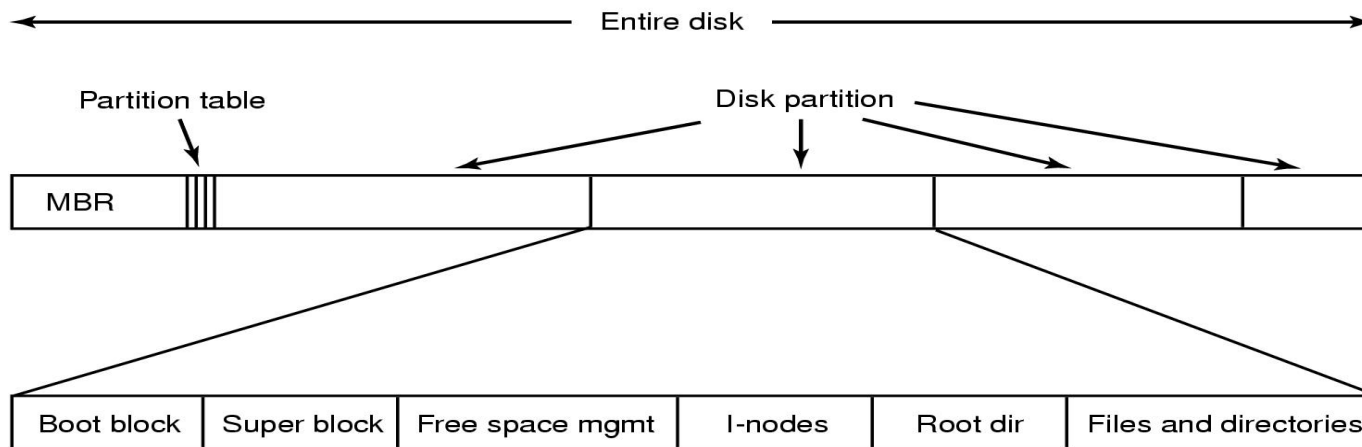 Entire disk
Partition table
Disk partition
MBR
Boot block
Super block
Free space mgmt
I-nodes
Root dir
Files and directories